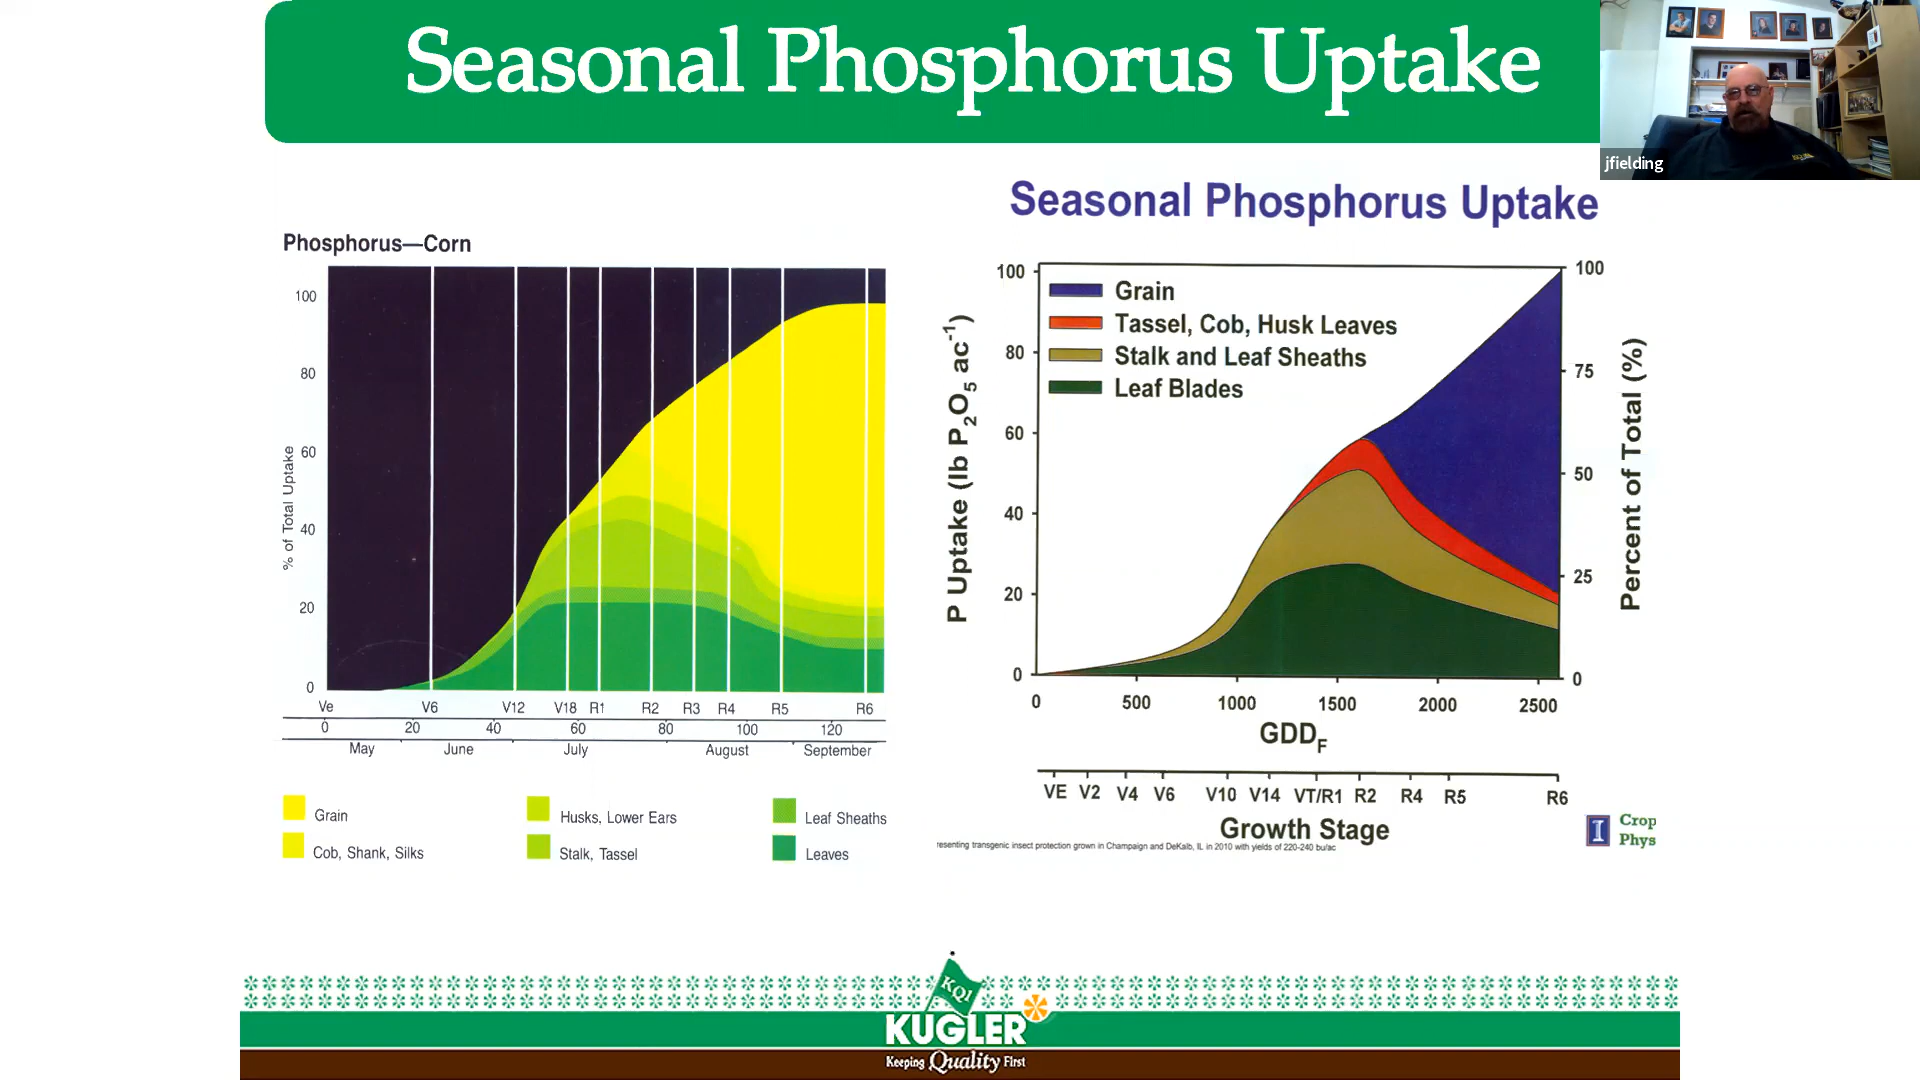 Seasonal Phosphorus Uptake
jfielding
Phosphorus—Corn
% of Total Uptake
100
80
60
40
20
0
Ve V6 V12 V18 R1 R2 R3 R4 R5 R6
0 20 40 60 80 100 120
May June July August September
Grain
Cob, Shank, Silks
Husks, Lower Ears
Stalk, Tassel
Leaf Sheaths
Leaves
Seasonal Phosphorus Uptake
P Uptake (lb P2O5 ac-1)
100
80
60
40
20
0
Grain
Tassel, Cob, Husk Leaves
Stalk and Leaf Sheaths
Leaf Blades
100
75
50
25
0
Percent of Total (%)
0 500 1000 1500 2000 2500
GDDF
VE V2 V4 V6 V10 V14 VT/R1 R2 R4 R5 R6
Growth Stage
resenting transgenic insect protection grown in Champaign and DeKalb, IL in 2010 with yields of 220-240 bu/ac
I
Crop
Phys
KQ1
KUGLER
Keeping Quality First